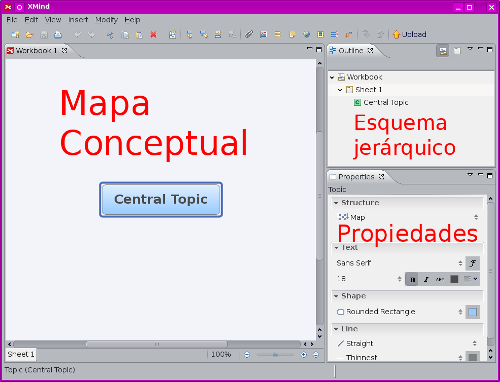 XMind
File Edit View Insert Modify Help
Upload
Workbook 1
Outline
Workbook
Sheet 1
Central Topic
Mapa
Conceptual
Esquema
jerárquico
Central Topic
Properties
Topic
Structure
Map
Propiedades
Text
Sans Serif
18
B I ABC
Shape
Rounded Rectangle
Line
Straight
Thinnest
Sheet 1
100%
Topic (Central Topic)